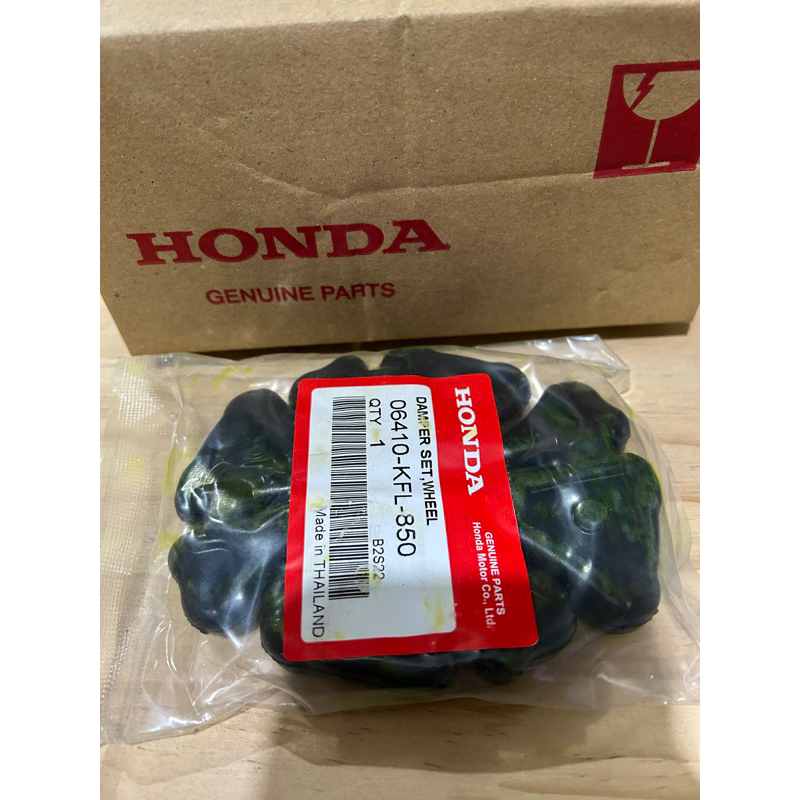 HONDA
GENUINE PARTS
HONDA
GENUINE PARTS
Honda Motor Co., Ltd.
DAMPER SET,WHEEL
06410-KFL-850
QTY 1
B2S22
Made in THAILAND